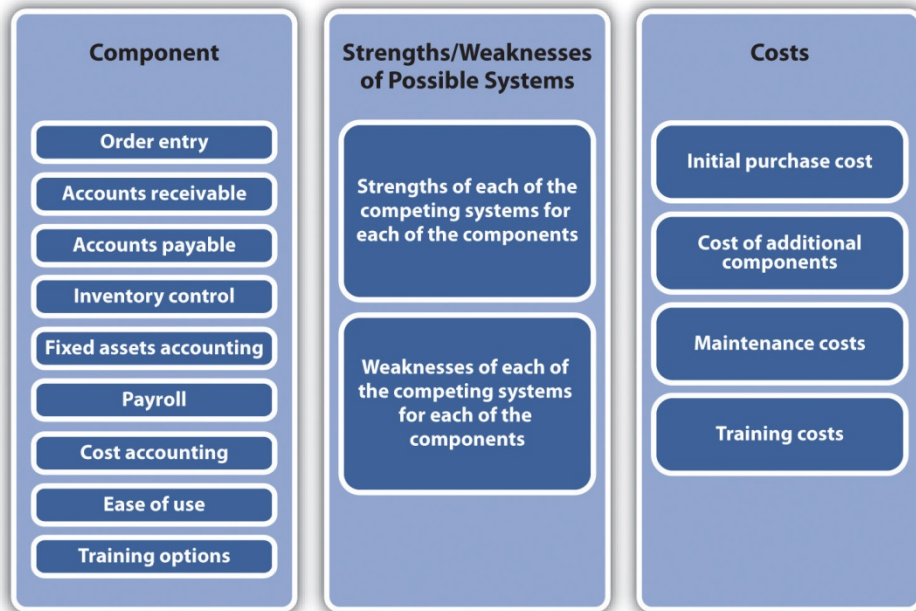 Component
Order entry
Accounts receivable
Accounts payable
Inventory control
Fixed assets accounting
Payroll
Cost accounting
Ease of use
Training options
Strengths/Weaknesses
of Possible Systems
Strengths of each of the
competing systems for
each of the components
Weaknesses of each of
the competing systems
for each of the
components
Costs
Initial purchase cost
Cost of additional
components
Maintenance costs
Training costs